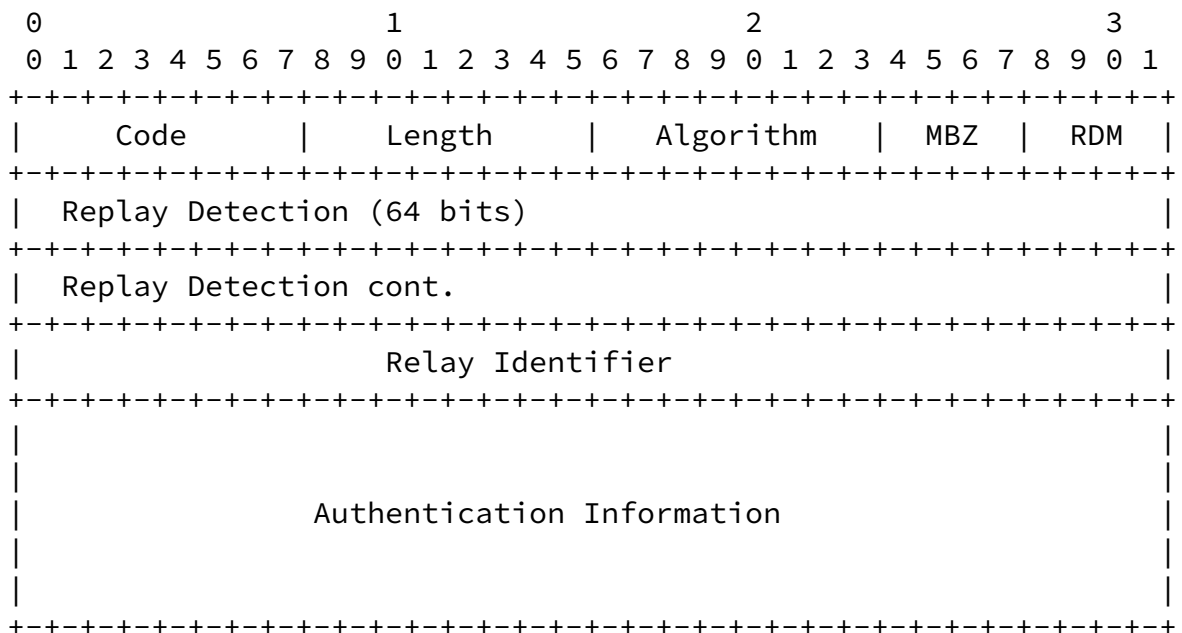 0                   1                   2                   3
 0 1 2 3 4 5 6 7 8 9 0 1 2 3 4 5 6 7 8 9 0 1 2 3 4 5 6 7 8 9 0 1
+-+-+-+-+-+-+-+-+-+-+-+-+-+-+-+-+-+-+-+-+-+-+-+-+-+-+-+-+-+-+-+-+
|     Code      |    Length     |   Algorithm   |  MBZ  |  RDM  |
+-+-+-+-+-+-+-+-+-+-+-+-+-+-+-+-+-+-+-+-+-+-+-+-+-+-+-+-+-+-+-+-+
|  Replay Detection (64 bits)                                   |
+-+-+-+-+-+-+-+-+-+-+-+-+-+-+-+-+-+-+-+-+-+-+-+-+-+-+-+-+-+-+-+-+
|  Replay Detection cont.                                       |
+-+-+-+-+-+-+-+-+-+-+-+-+-+-+-+-+-+-+-+-+-+-+-+-+-+-+-+-+-+-+-+-+
|                    Relay Identifier                           |
+-+-+-+-+-+-+-+-+-+-+-+-+-+-+-+-+-+-+-+-+-+-+-+-+-+-+-+-+-+-+-+-+
|                                                               |
|                                                               |
|                Authentication Information                     |
|                                                               |
|                                                               |
+-+-+-+-+-+-+-+-+-+-+-+-+-+-+-+-+-+-+-+-+-+-+-+-+-+-+-+-+-+-+-+-+